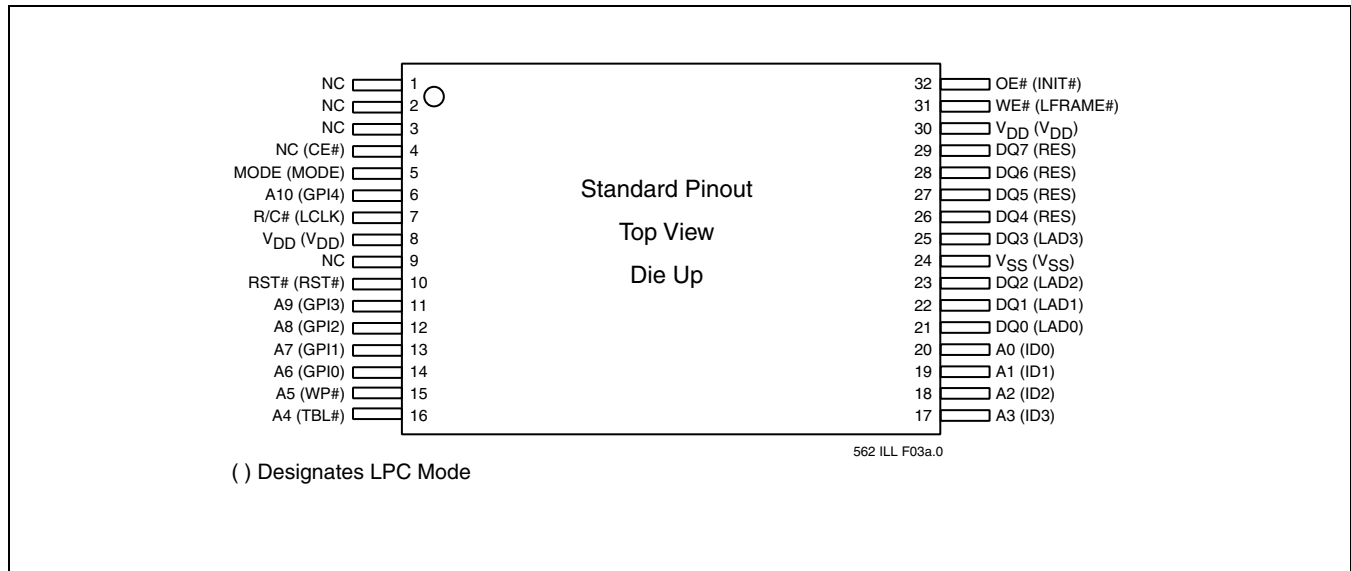 NC 1
NC 2
NC 3
NC (CE#) 4
MODE (MODE) 5
A10 (GPI4) 6
R/C# (LCLK) 7
VDD (VDD) 8
NC 9
RST# (RST#) 10
A9 (GPI3) 11
A8 (GPI2) 12
A7 (GPI1) 13
A6 (GPI0) 14
A5 (WP#) 15
A4 (TBL#) 16
Standard Pinout
Top View
Die Up
32 OE# (INIT#)
31 WE# (LFRAME#)
30 VDD (VDD)
29 DQ7 (RES)
28 DQ6 (RES)
27 DQ5 (RES)
26 DQ4 (RES)
25 DQ3 (LAD3)
24 VSS (VSS)
23 DQ2 (LAD2)
22 DQ1 (LAD1)
21 DQ0 (LAD0)
20 A0 (ID0)
19 A1 (ID1)
18 A2 (ID2)
17 A3 (ID3)
562 ILL F03a.0
( ) Designates LPC Mode